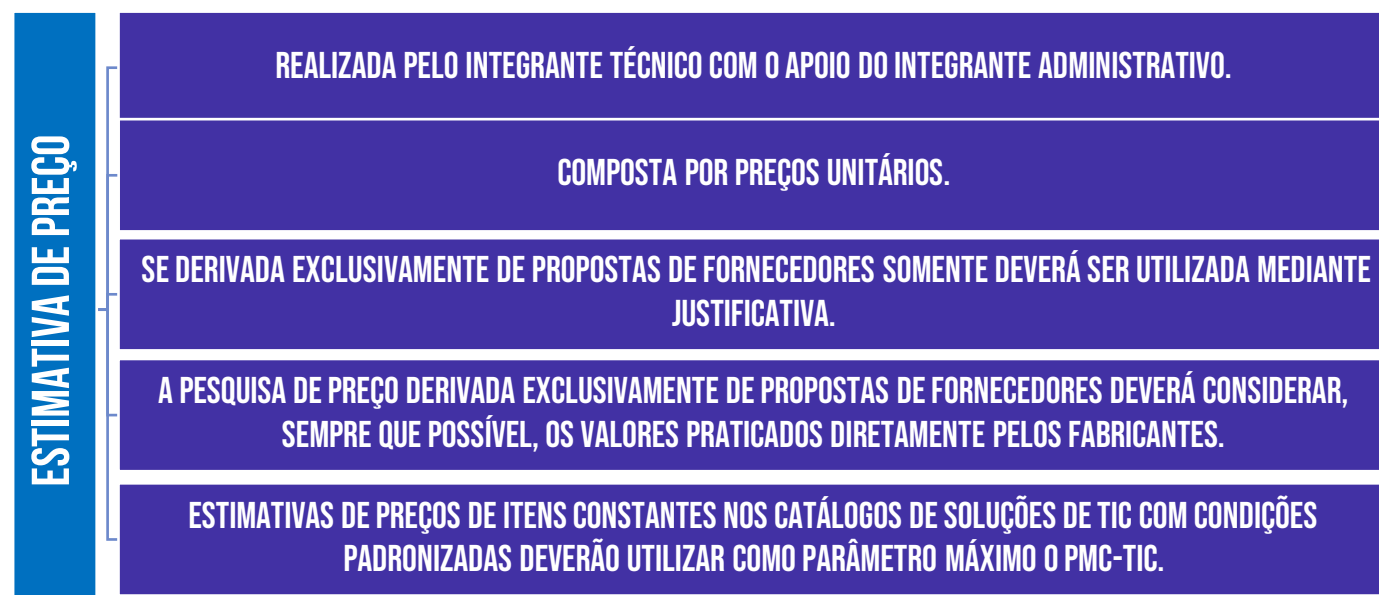 ESTIMATIVA DE PREÇO
REALIZADA PELO INTEGRANTE TÉCNICO COM O APOIO DO INTEGRANTE ADMINISTRATIVO.
COMPOSTA POR PREÇOS UNITÁRIOS.
SE DERIVADA EXCLUSIVAMENTE DE PROPOSTAS DE FORNECEDORES SOMENTE DEVERÁ SER UTILIZADA MEDIANTE
JUSTIFICATIVA.
A PESQUISA DE PREÇO DERIVADA EXCLUSIVAMENTE DE PROPOSTAS DE FORNECEDORES DEVERÁ CONSIDERAR,
SEMPRE QUE POSSÍVEL, OS VALORES PRATICADOS DIRETAMENTE PELOS FABRICANTES.
ESTIMATIVAS DE PREÇOS DE ITENS CONSTANTES NOS CATÁLOGOS DE SOLUÇÕES DE TIC COM CONDIÇÕES
PADRONIZADAS DEVERÃO UTILIZAR COMO PARÂMETRO MÁXIMO O PMC-TIC.